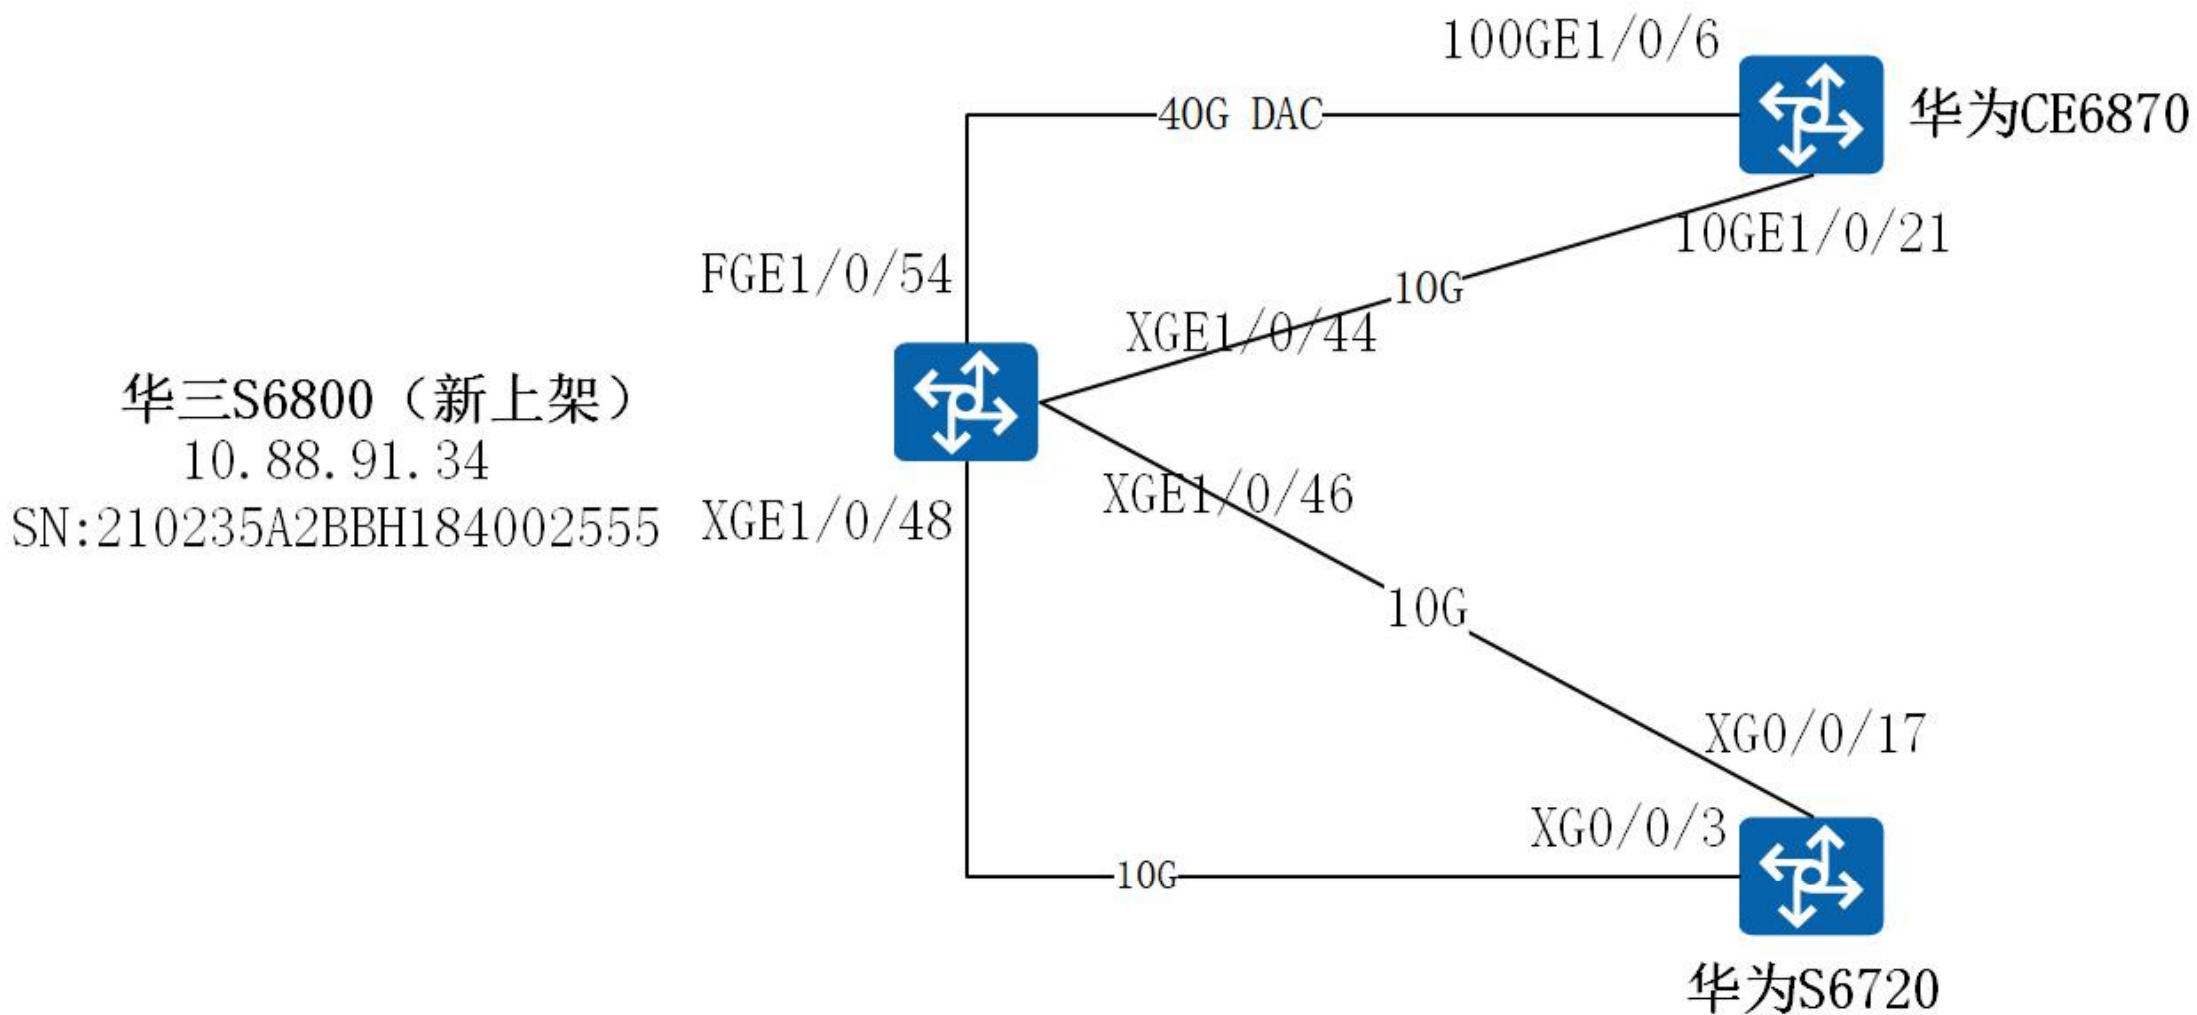 100GE1/0/6
40G DAC
华为CE6870
10GE1/0/21
FGE1/0/54
10G
XGE1/0/44
华三S6800（新上架）
10.88.91.34
SN:210235A2BBH184002555
XGE1/0/48
XGE1/0/46
10G
XG0/0/17
XG0/0/3
10G
华为S6720